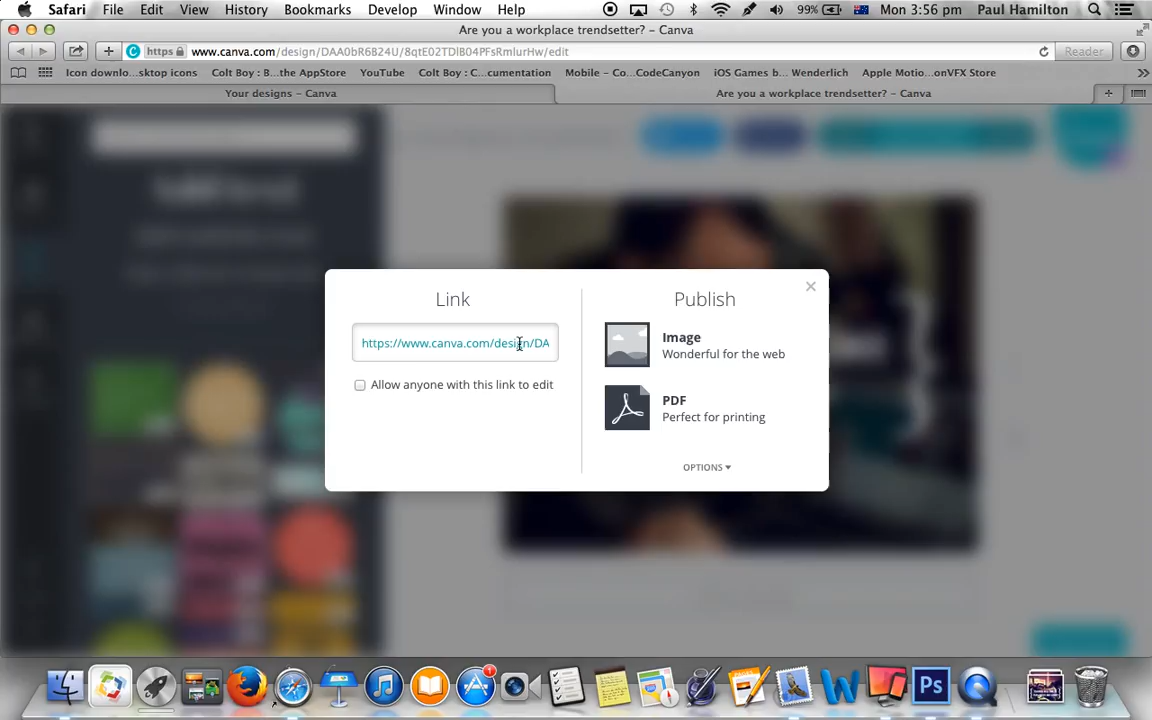 Safari File Edit View History Bookmarks Develop Window Help 99% Mon 3:56 pm Paul Hamilton
Are you a workplace trendsetter? – Canva
https www.canva.com/design/DAA0bR6B24U/8qtE02TDlB04PFsRmlurHw/edit Reader
Icon downlo...sktop icons Colt Boy : B...the AppStore YouTube Colt Boy : C...cumentation Mobile – Co...CodeCanyon iOS Games b... Wenderlich Apple Motio...onVFX Store
Your designs – Canva Are you a workplace trendsetter? – Canva
Link
https://www.canva.com/design/DA
Allow anyone with this link to edit
Publish
Image
Wonderful for the web
PDF
Perfect for printing
OPTIONS
1
W
Ps